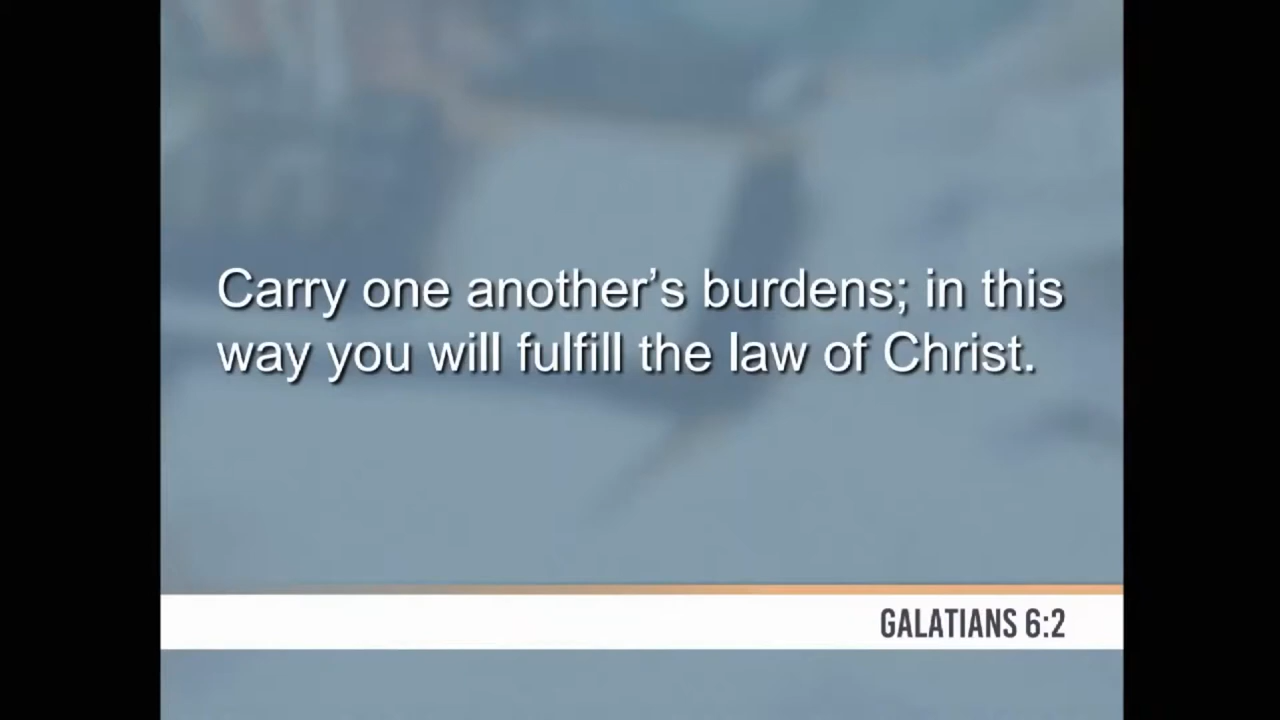 Carry one another’s burdens; in this
way you will fulfill the law of Christ.
GALATIANS 6:2